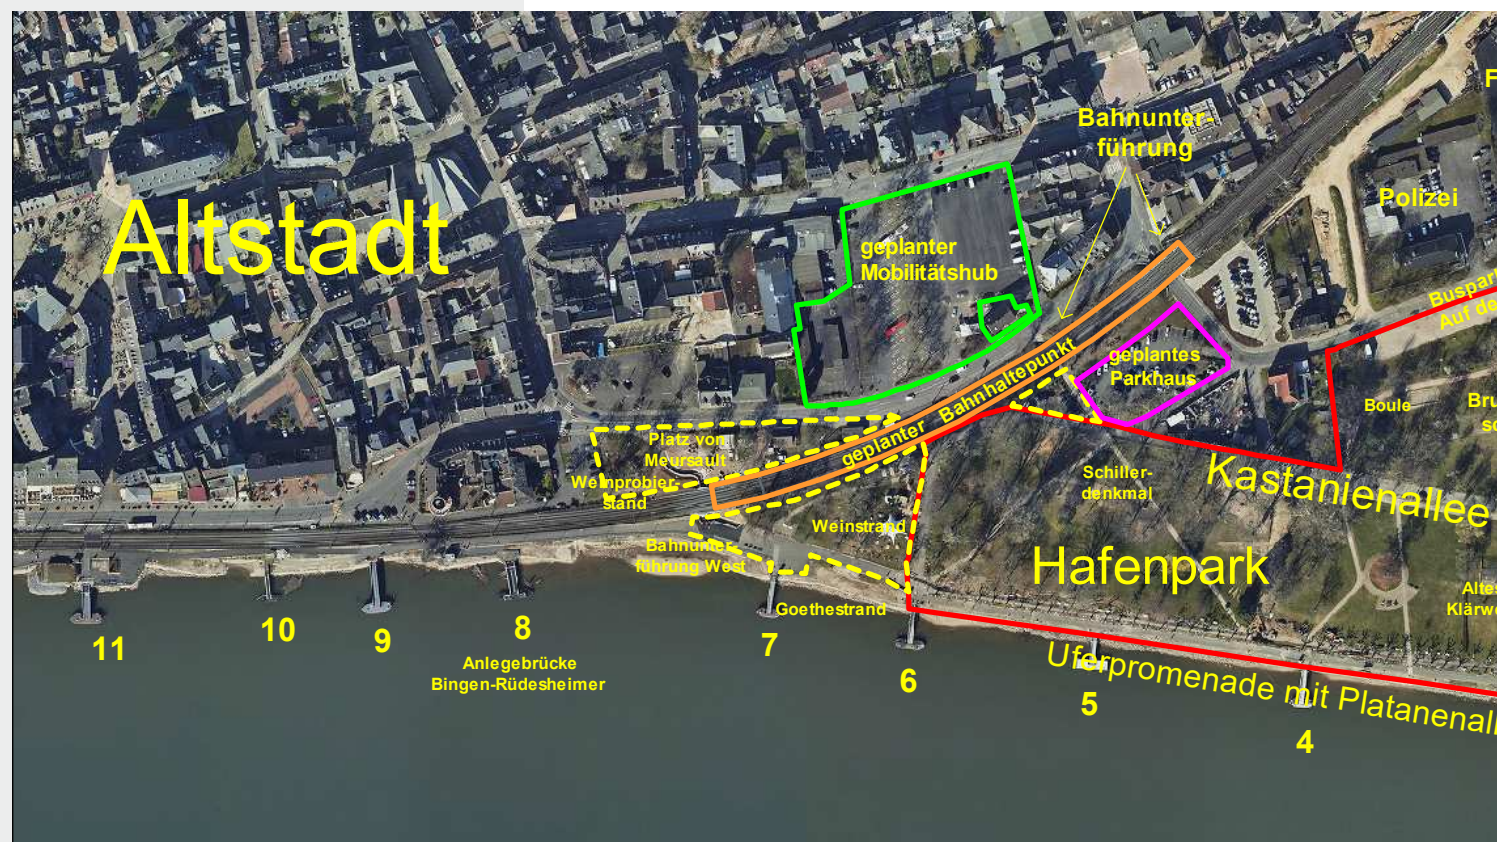 Altstadt
Bahnunter-
führung
Polizei
geplanter
Mobilitätshub
geplantes
Parkhaus
geplanter Bahnhaltepunkt
Boule
Platz von
Meursault
Weinprobier-
stand
Schiller-
denkmal
Kastanienallee
Weinstrand
Bahnunter-
führung West
Hafenpark
Goethestrand
Uferpromenade mit Platanenall
11
10
9
8
7
6
5
4
Anlegebrücke
Bingen-Rüdesheimer